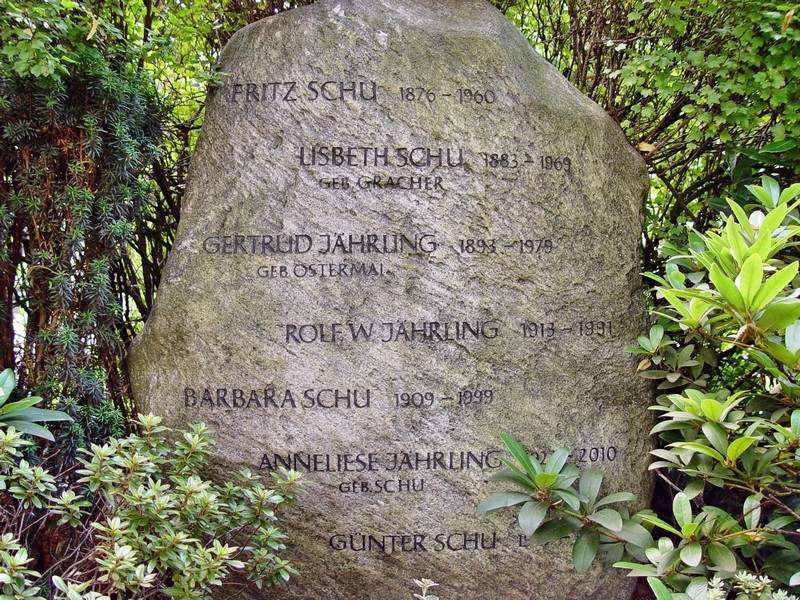 FRITZ SCHU 1876 – 1960
LISBETH SCHU 1883 – 1969
GEB. GRACHER
GERTRUD JÄHRLING 1893 – 1979
GEB OSTERMAI
ROLF W. JÄHRLING 1913 – 1991
BARBARA SCHU 1909 – 1999
ANNELIESE JÄHRLING 2010
GEB. SCHU
GÜNTER SCHU